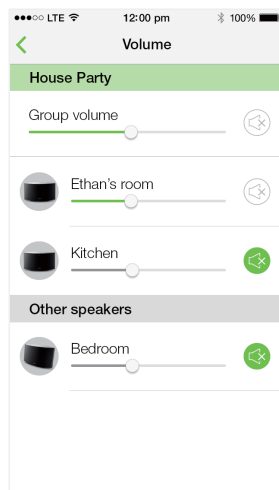 LTE 12:00 pm 100%
Volume
House Party
Group volume
Ethan's room
Kitchen
Other speakers
Bedroom